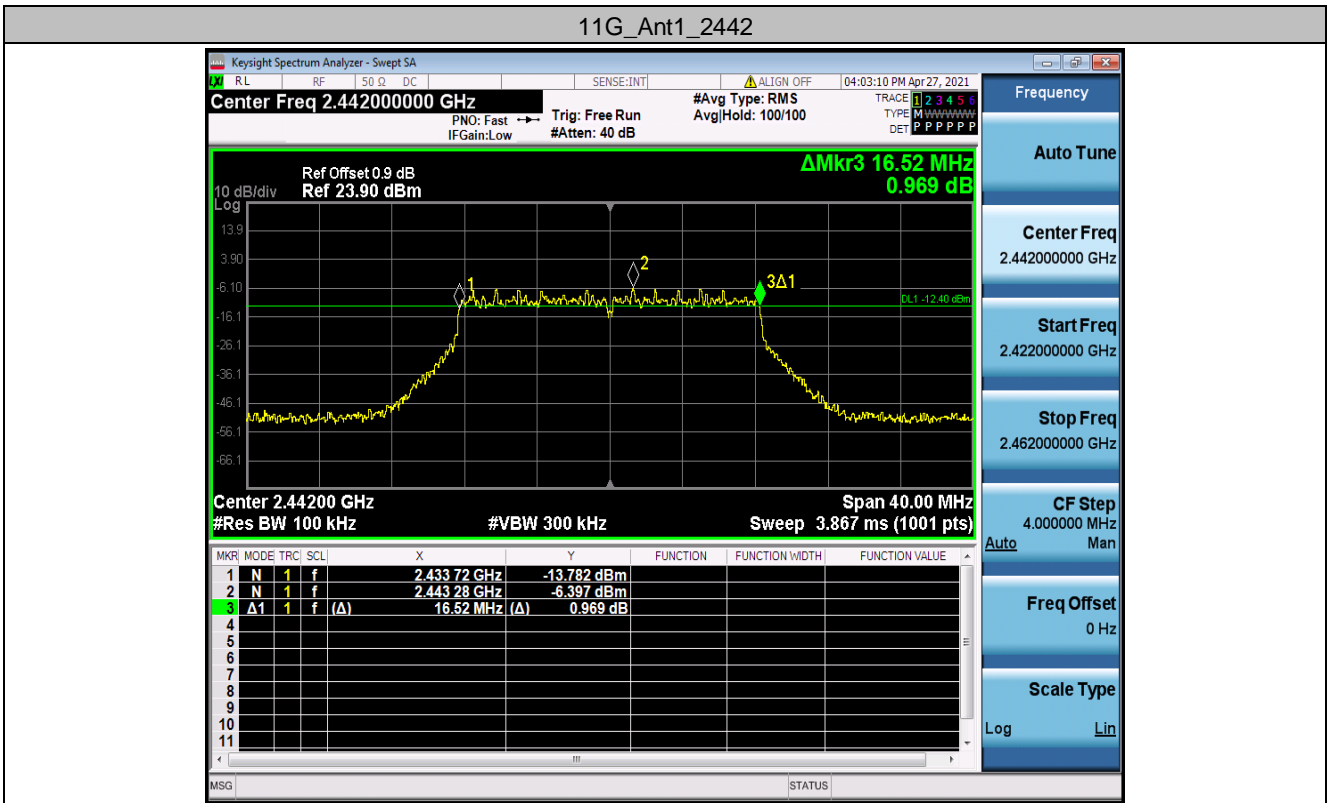 11G_Ant1_2442
Keysight Spectrum Analyzer - Swept SA
LXI RL RF 50 Ω DC SENSE:INT ALIGN OFF 04:03:10 PM Apr 27, 2021
Center Freq 2.442000000 GHz
PNO: Fast
IFGain:Low
Trig: Free Run
#Atten: 40 dB
#Avg Type: RMS
Avg|Hold: 100/100
TRACE 1 2 3 4 5 6
TYPE M W W W W W
DET P P P P P P
ΔMkr3 16.52 MHz
0.969 dB
Ref Offset 0.9 dB
10 dB/div Ref 23.90 dBm
Log
13.9
3.90
-6.10
-16.1
-26.1
-36.1
-46.1
-56.1
-66.1
1
2
3Δ1
DL1 -12.40 dBm
Center 2.44200 GHz Span 40.00 MHz
#Res BW 100 kHz #VBW 300 kHz Sweep 3.867 ms (1001 pts)
MKR MODE TRC SCL X Y FUNCTION FUNCTION WIDTH FUNCTION VALUE
1 N 1 f 2.433 72 GHz -13.782 dBm
2 N 1 f 2.443 28 GHz -6.397 dBm
3 Δ1 1 f (Δ) 16.52 MHz (Δ) 0.969 dB
4
5
6
7
8
9
10
11
MSG STATUS
Frequency
Auto Tune
Center Freq
2.442000000 GHz
Start Freq
2.422000000 GHz
Stop Freq
2.462000000 GHz
CF Step
4.000000 MHz
Auto Man
Freq Offset
0 Hz
Scale Type
Log Lin